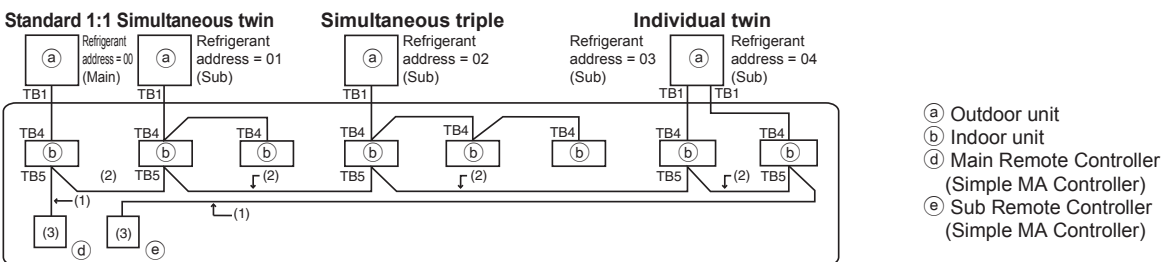 Standard 1:1 Simultaneous twin Simultaneous triple Individual twin
Refrigerant address = 00 (Main)
Refrigerant address = 01 (Sub)
Refrigerant address = 02 (Sub)
Refrigerant address = 03 (Sub)
Refrigerant address = 04 (Sub)
ⓐ ⓐ ⓐ ⓐ
TB1 TB1 TB1 TB1 TB1
TB4 TB4 TB4 TB4 TB4 TB4 TB4 TB4
ⓑ ⓑ ⓑ ⓑ ⓑ ⓑ ⓑ ⓑ
TB5 (2) TB5 (2) TB5 (2) TB5 (2) TB5
(1) (1)
(3) ⓓ (3) ⓔ
ⓐ Outdoor unit
ⓑ Indoor unit
ⓓ Main Remote Controller
(Simple MA Controller)
ⓔ Sub Remote Controller
(Simple MA Controller)